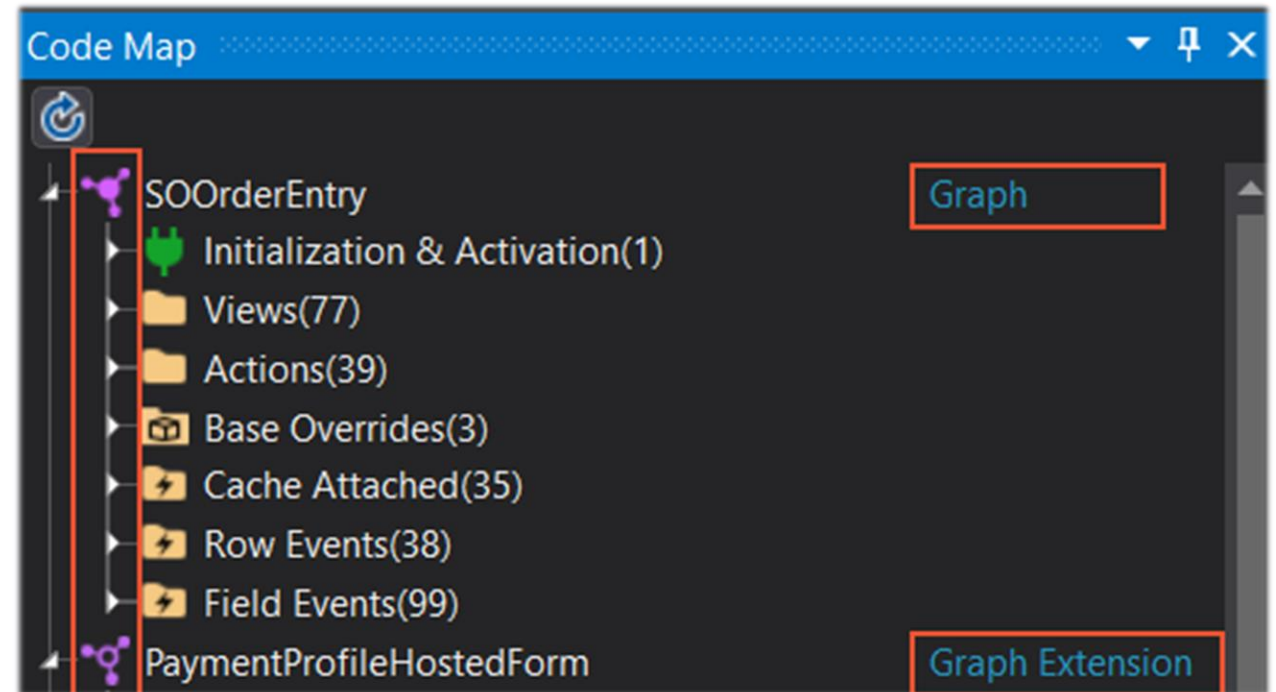 Code Map
SOOrderEntry Graph
Initialization & Activation(1)
Views(77)
Actions(39)
Base Overrides(3)
Cache Attached(35)
Row Events(38)
Field Events(99)
PaymentProfileHostedForm Graph Extension